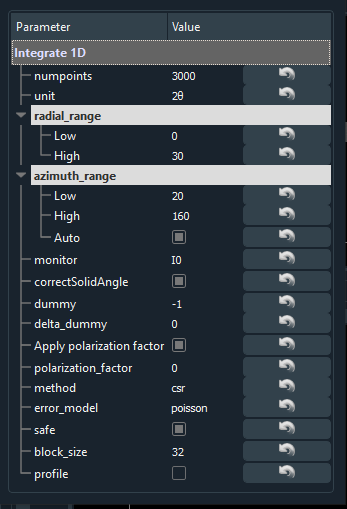 Parameter Value
Integrate 1D
numpoints 3000
unit 2θ
radial_range
Low 0
High 30
azimuth_range
Low 20
High 160
Auto
monitor I0
correctSolidAngle
dummy -1
delta_dummy 0
Apply polarization factor
polarization_factor 0
method csr
error_model poisson
safe
block_size 32
profile